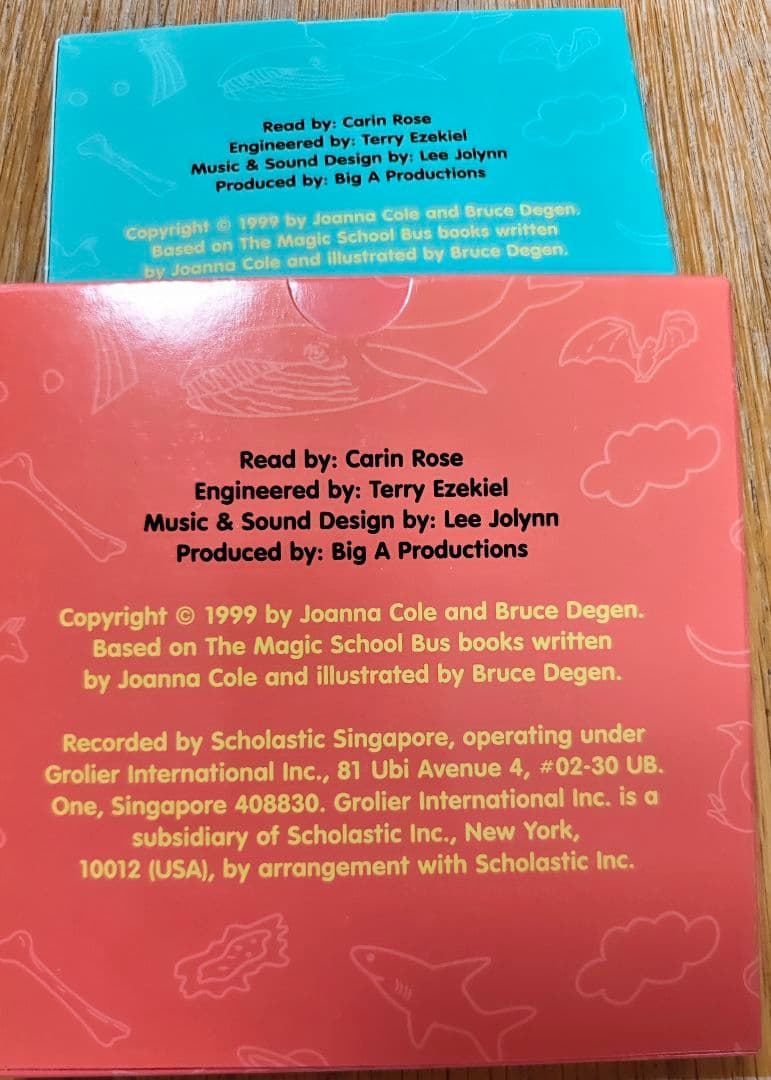 Read by: Carin Rose
Engineered by: Terry Ezekiel
Music & Sound Design by: Lee Jolynn
Produced by: Big A Productions
Copyright © 1999 by Joanna Cole and Bruce Degen.
Based on The Magic School Bus books written
by Joanna Cole and illustrated by Bruce Degen.
Read by: Carin Rose
Engineered by: Terry Ezekiel
Music & Sound Design by: Lee Jolynn
Produced by: Big A Productions
Copyright © 1999 by Joanna Cole and Bruce Degen.
Based on The Magic School Bus books written
by Joanna Cole and illustrated by Bruce Degen.
Recorded by Scholastic Singapore, operating under
Grolier International Inc., 81 Ubi Avenue 4, #02-30 UB.
One, Singapore 408830. Grolier International Inc. is a
subsidiary of Scholastic Inc., New York,
10012 (USA), by arrangement with Scholastic Inc.